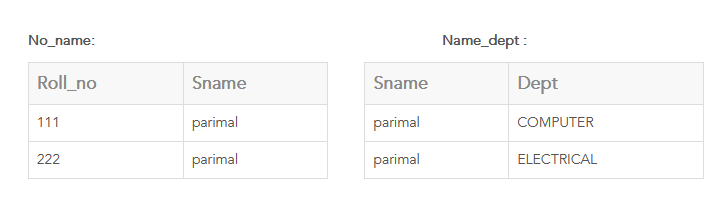 No_name: Name_dept :
Roll_no Sname Sname Dept
111 parimal parimal COMPUTER
222 parimal parimal ELECTRICAL